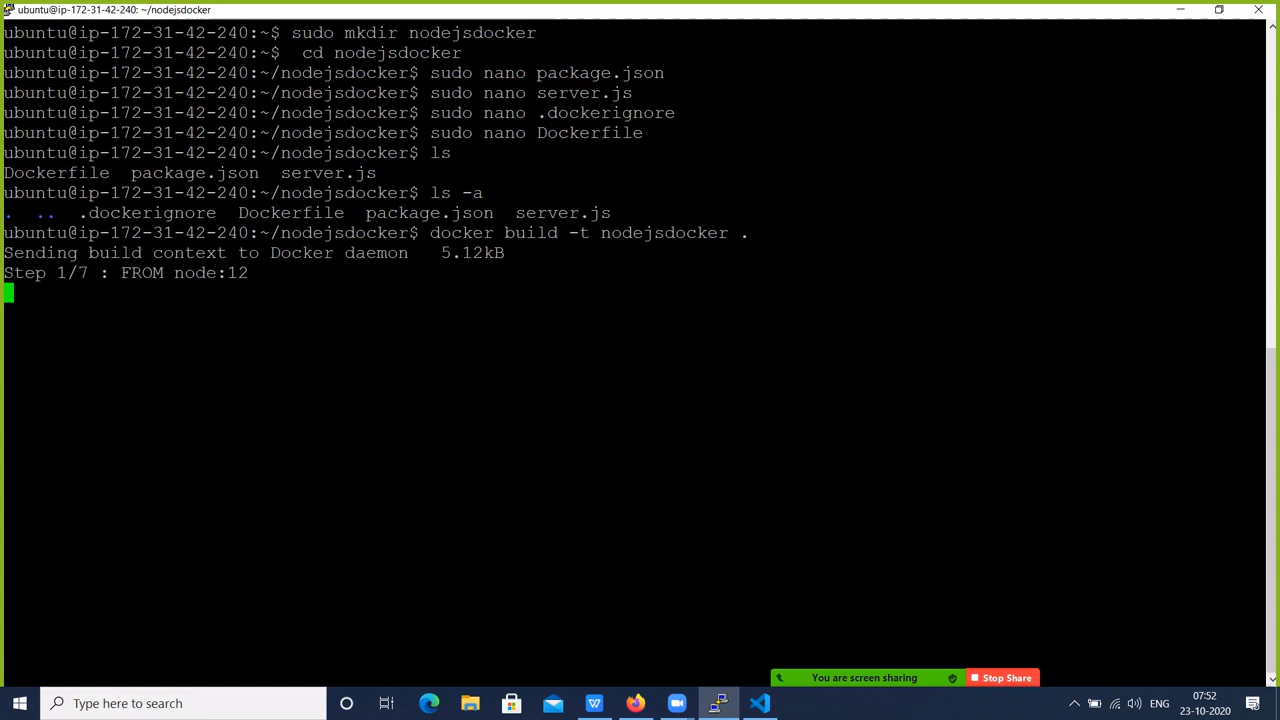 ubuntu@ip-172-31-42-240: ~/nodejsdocker
ubuntu@ip-172-31-42-240:~$ sudo mkdir nodejsdocker
ubuntu@ip-172-31-42-240:~$  cd nodejsdocker
ubuntu@ip-172-31-42-240:~/nodejsdocker$ sudo nano package.json
ubuntu@ip-172-31-42-240:~/nodejsdocker$ sudo nano server.js
ubuntu@ip-172-31-42-240:~/nodejsdocker$ sudo nano .dockerignore
ubuntu@ip-172-31-42-240:~/nodejsdocker$ sudo nano Dockerfile
ubuntu@ip-172-31-42-240:~/nodejsdocker$ ls
Dockerfile  package.json  server.js
ubuntu@ip-172-31-42-240:~/nodejsdocker$ ls -a
.  ..  .dockerignore  Dockerfile  package.json  server.js
ubuntu@ip-172-31-42-240:~/nodejsdocker$ docker build -t nodejsdocker .
Sending build context to Docker daemon   5.12kB
Step 1/7 : FROM node:12
You are screen sharing
Stop Share
Type here to search
ENG
07:52
23-10-2020